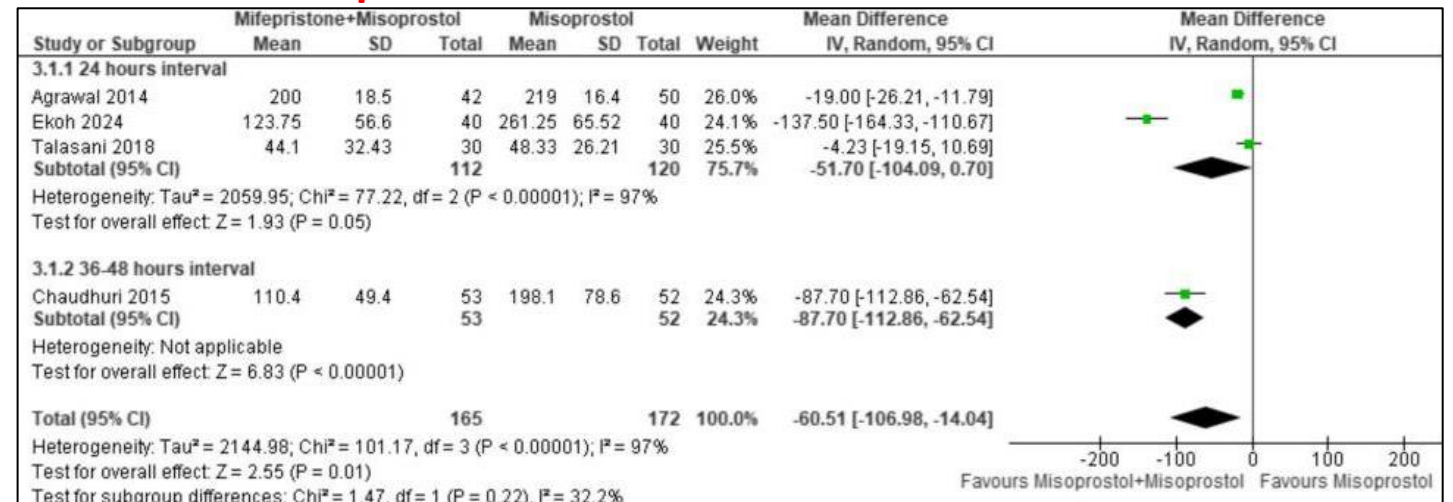 Mifepristone+Misoprostol Misoprostol Mean Difference Mean Difference
Study or Subgroup Mean SD Total Mean SD Total Weight IV, Random, 95% CI IV, Random, 95% CI
3.1.1 24 hours interval
Agrawal 2014 200 18.5 42 219 16.4 50 26.0% -19.00 [-26.21, -11.79]
Ekoh 2024 123.75 56.6 40 261.25 65.52 40 24.1% -137.50 [-164.33, -110.67]
Talasani 2018 44.1 32.43 30 48.33 26.21 30 25.5% -4.23 [-19.15, 10.69]
Subtotal (95% CI) 112 120 75.7% -51.70 [-104.09, 0.70]
Heterogeneity: Tau² = 2059.95; Chi² = 77.22, df = 2 (P < 0.00001); I² = 97%
Test for overall effect: Z = 1.93 (P = 0.05)
3.1.2 36-48 hours interval
Chaudhuri 2015 110.4 49.4 53 198.1 78.6 52 24.3% -87.70 [-112.86, -62.54]
Subtotal (95% CI) 53 52 24.3% -87.70 [-112.86, -62.54]
Heterogeneity: Not applicable
Test for overall effect: Z = 6.83 (P < 0.00001)
Total (95% CI) 165 172 100.0% -60.51 [-106.98, -14.04]
Heterogeneity: Tau² = 2144.98; Chi² = 101.17, df = 3 (P < 0.00001); I² = 97%
Test for overall effect: Z = 2.55 (P = 0.01)
Test for subgroup differences: Chi² = 1.47, df = 1 (P = 0.22), I² = 32.2%
-200 -100 0 100 200
Favours Misoprostol+Misoprostol Favours Misoprostol